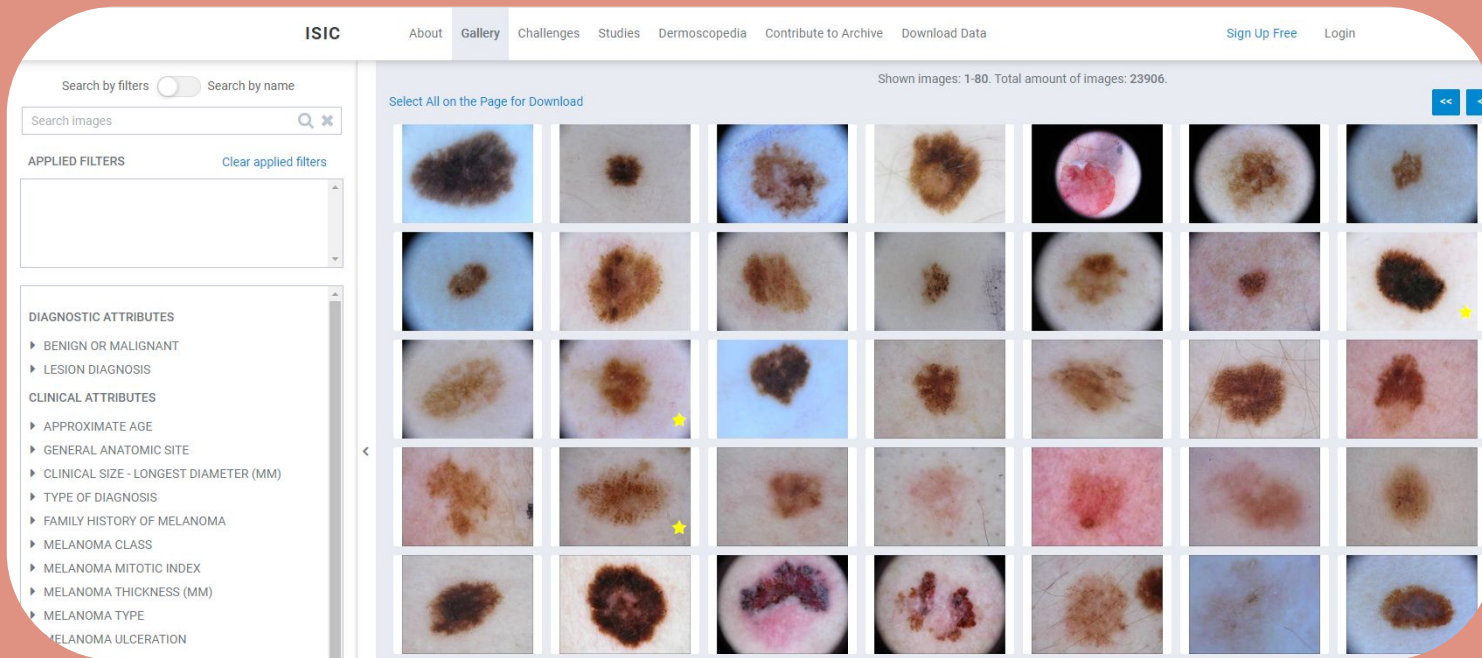 ISIC About Gallery Challenges Studies Dermoscopedia Contribute to Archive Download Data Sign Up Free Login
Search by filters Search by name
Search images
APPLIED FILTERS Clear applied filters
DIAGNOSTIC ATTRIBUTES
BENIGN OR MALIGNANT
LESION DIAGNOSIS
CLINICAL ATTRIBUTES
APPROXIMATE AGE
GENERAL ANATOMIC SITE
CLINICAL SIZE - LONGEST DIAMETER (MM)
TYPE OF DIAGNOSIS
FAMILY HISTORY OF MELANOMA
MELANOMA CLASS
MELANOMA MITOTIC INDEX
MELANOMA THICKNESS (MM)
MELANOMA TYPE
MELANOMA ULCERATION
Shown images: 1-80. Total amount of images: 23906.
Select All on the Page for Download
<<